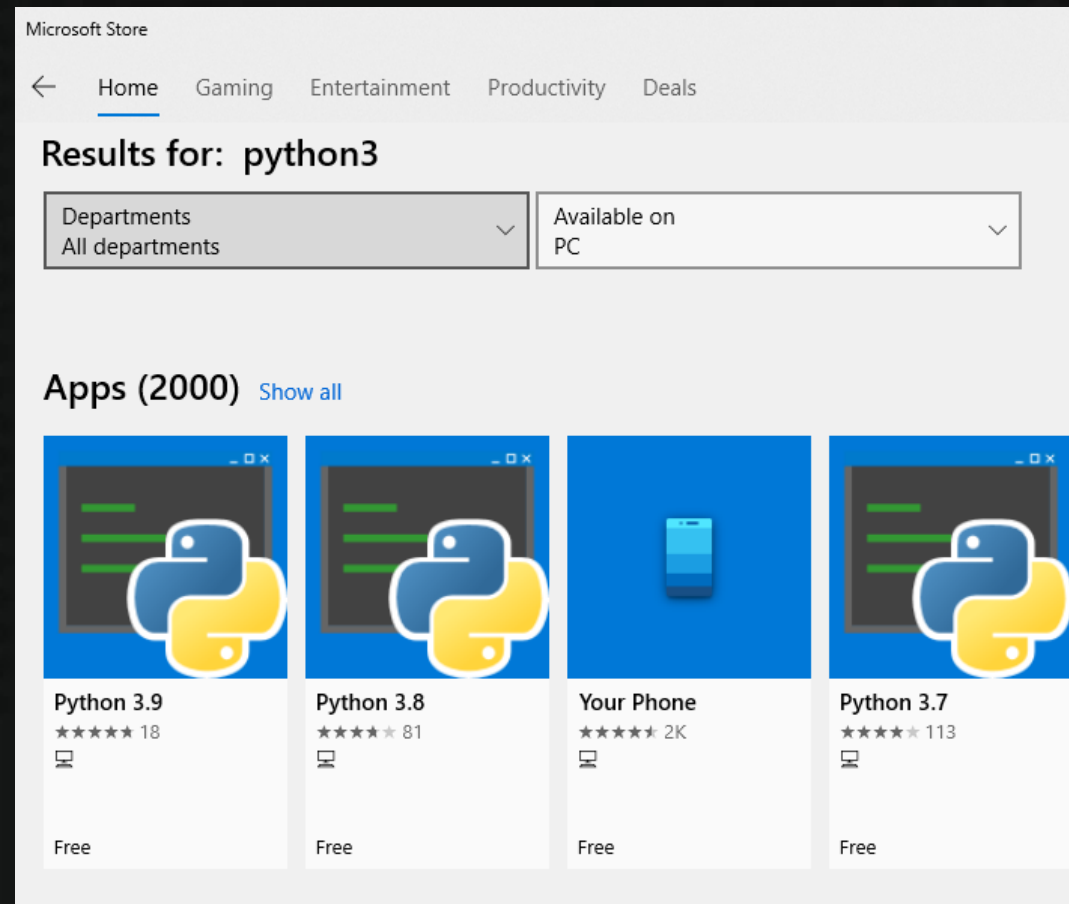 Microsoft Store
Home Gaming Entertainment Productivity Deals
Results for: python3
Departments
All departments
Available on
PC
Apps (2000) Show all
Python 3.9
18
Free
Python 3.8
81
Free
Your Phone
2K
Free
Python 3.7
113
Free